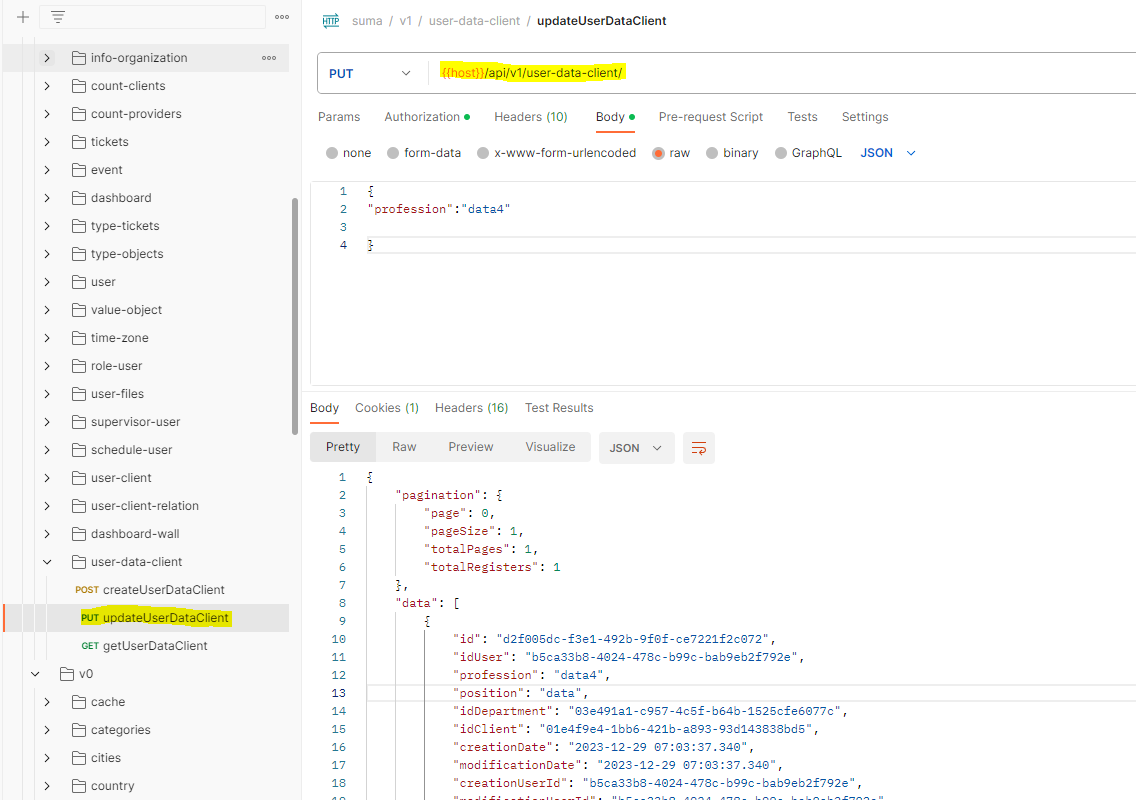 info-organization
count-clients
count-providers
tickets
event
dashboard
type-tickets
type-objects
user
value-object
time-zone
role-user
user-files
supervisor-user
schedule-user
user-client
user-client-relation
dashboard-wall
user-data-client
POST createUserDataClient
PUT updateUserDataClient
GET getUserDataClient
v0
cache
categories
cities
country
HTTP suma / v1 / user-data-client / updateUserDataClient
PUT {{host}}/api/v1/user-data-client/
Params Authorization Headers (10) Body Pre-request Script Tests Settings
none form-data x-www-form-urlencoded raw binary GraphQL JSON
1 {
2 "profession":"data4"
3
4 }
Body Cookies (1) Headers (16) Test Results
Pretty Raw Preview Visualize JSON
1 {
2 "pagination": {
3 "page": 0,
4 "pageSize": 1,
5 "totalPages": 1,
6 "totalRegisters": 1
7 },
8 "data": [
9 {
10 "id": "d2f005dc-f3e1-492b-9f0f-ce7221f2c072",
11 "idUser": "b5ca33b8-4024-478c-b99c-bab9eb2f792e",
12 "profession": "data4",
13 "position": "data",
14 "idDepartment": "03e491a1-c957-4c5f-b64b-1525cfe6077c",
15 "idClient": "01e4f9e4-1bb6-421b-a893-93d143838bd5",
16 "creationDate": "2023-12-29 07:03:37.340",
17 "modificationDate": "2023-12-29 07:03:37.340",
18 "creationUserId": "b5ca33b8-4024-478c-b99c-bab9eb2f792e",